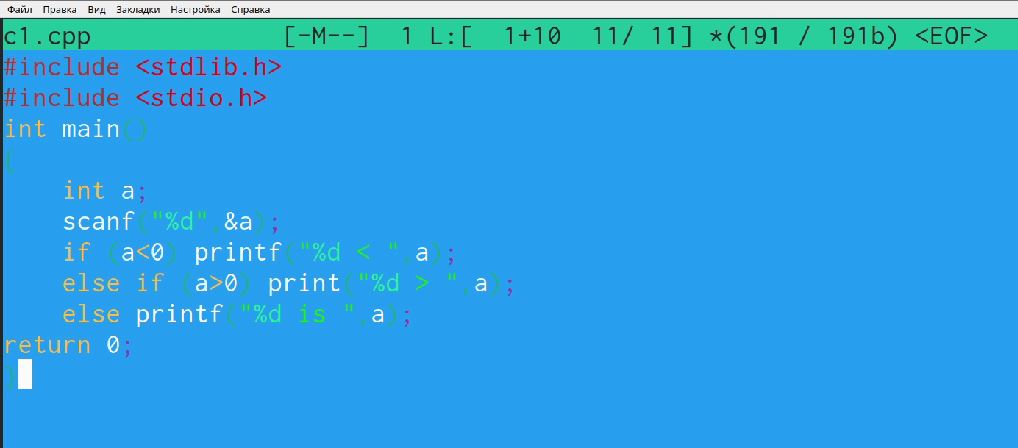 Файл Правка Вид Закладки Настройка Справка
c1.cpp [-M--] 1 L:[ 1+10 11/ 11] *(191 / 191b) <EOF>
#include <stdlib.h>
#include <stdio.h>
int main()
{
int a;
scanf("%d",&a);
if (a<0) printf("%d < ",a);
else if (a>0) print("%d > ",a);
else printf("%d is ",a);
return 0;
}